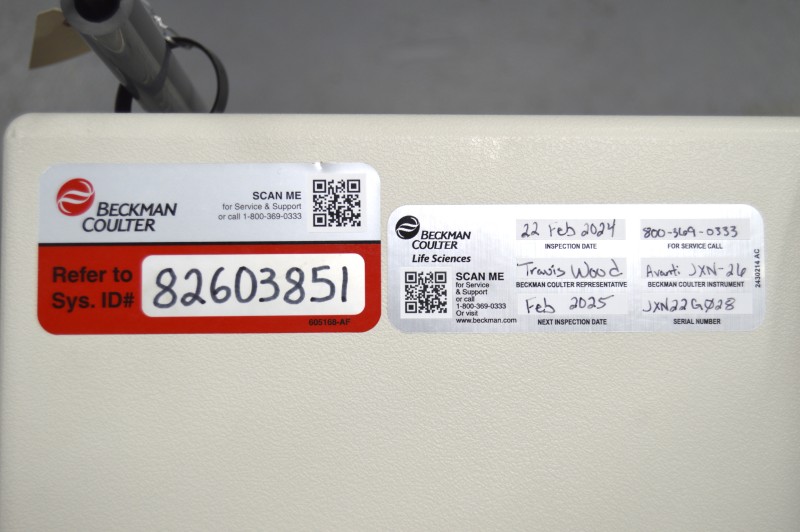 BECKMAN
COULTER
SCAN ME
for Service & Support
or call 1-800-369-0333
Refer to
Sys. ID#
82603851
605168-AF
BECKMAN
COULTER
Life Sciences
SCAN ME
for Service
& Support
or call
1-800-369-0333
Or visit
www.beckman.com
22 Feb 2024
INSPECTION DATE
800-369-0333
FOR SERVICE CALL
Travis Wood
BECKMAN COULTER REPRESENTATIVE
Avanti JXN-26
BECKMAN COULTER INSTRUMENT
Feb 2025
NEXT INSPECTION DATE
JXN22GØ28
SERIAL NUMBER
2430214 AC